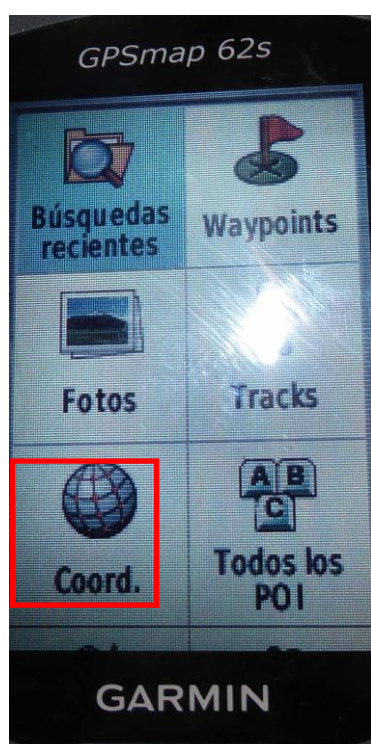 GPSmap 62s
Búsquedas
recientes
Waypoints
Fotos
Tracks
Coord.
A B
C
Todos los
POI
GARMIN